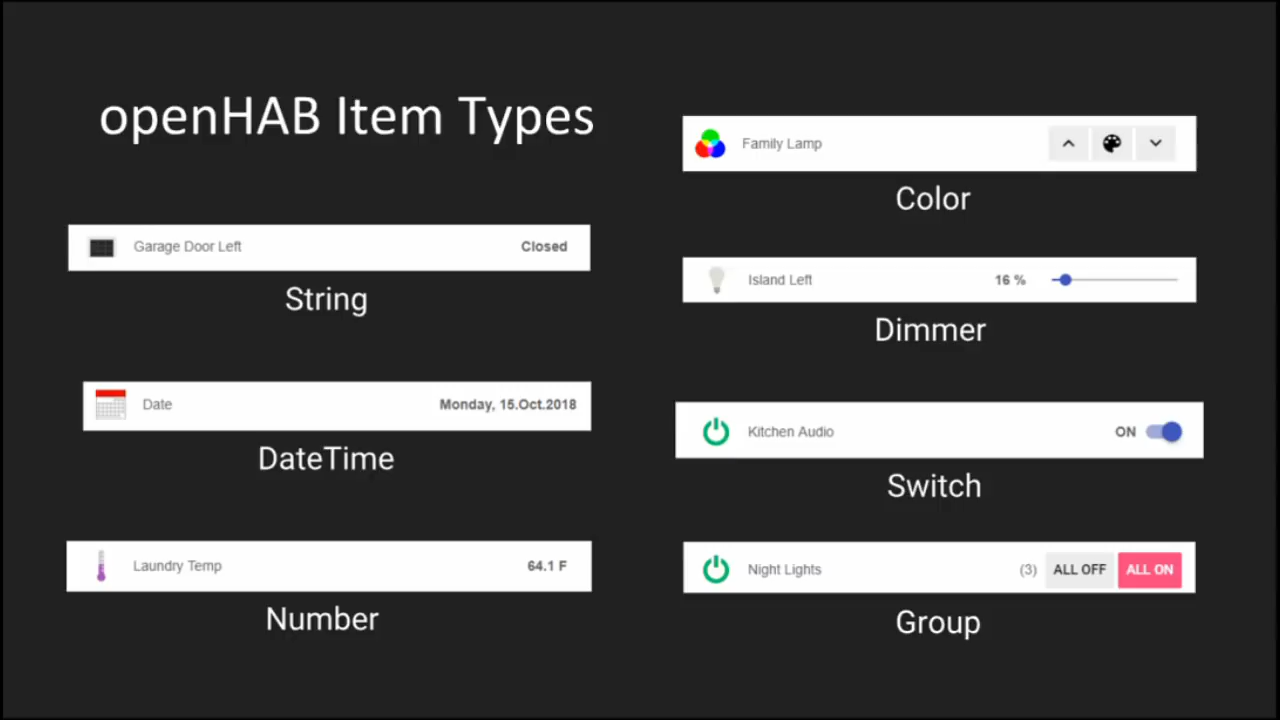 openHAB Item Types
Garage Door Left Closed
String
Date Monday, 15.Oct.2018
DateTime
Laundry Temp 64.1 F
Number
Family Lamp
Color
Island Left 16 %
Dimmer
Kitchen Audio ON
Switch
Night Lights (3) ALL OFF ALL ON
Group